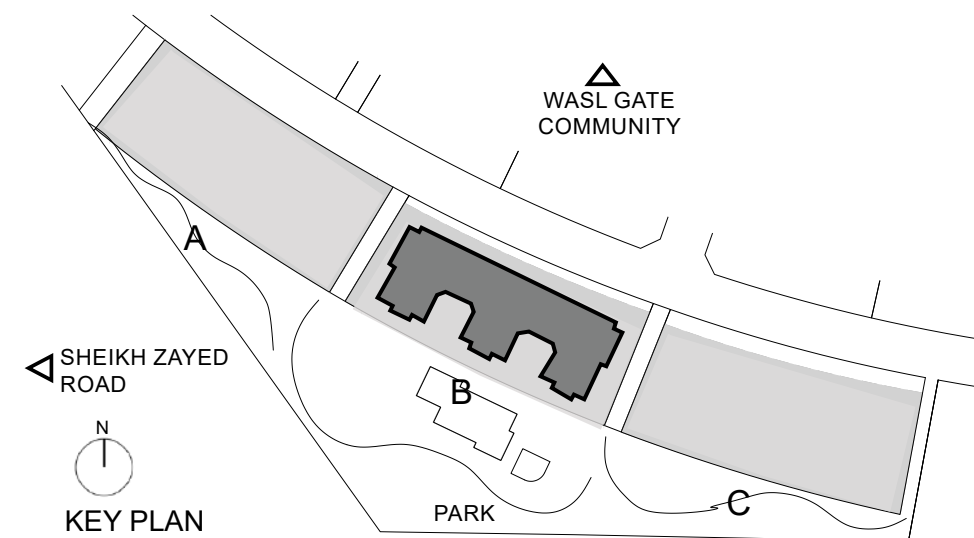 WASL GATE
COMMUNITY
A
SHEIKH ZAYED
ROAD
B
N
C
PARK
KEY PLAN